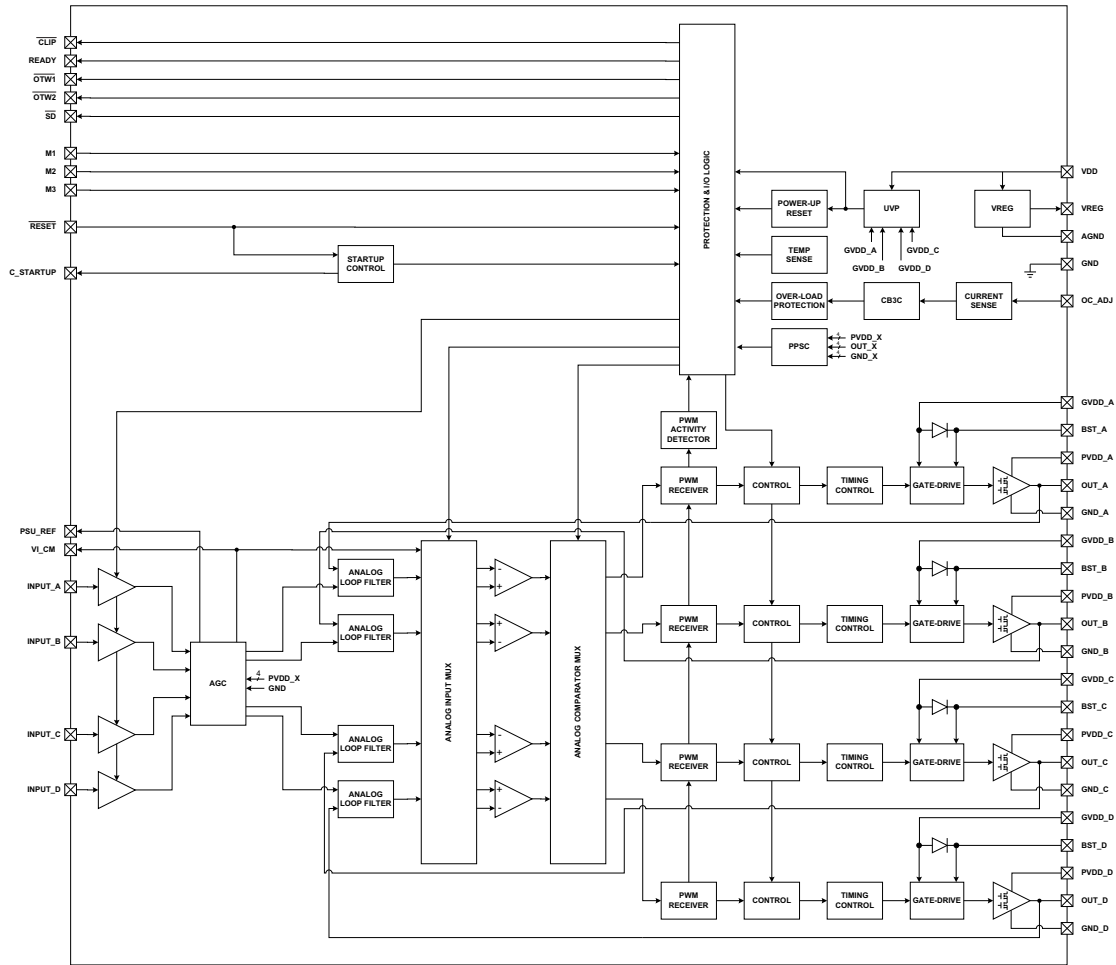 CLIP
READY
OTW1
OTW2
SD
M1
M2
M3
RESET
C_STARTUP
STARTUP
CONTROL
PROTECTION & I/O LOGIC
POWER-UP
RESET
UVP
VREG
GVDD_A
GVDD_C
GVDD_B
GVDD_D
TEMP
SENSE
OVER-LOAD
PROTECTION
CB3C
CURRENT
SENSE
PPSC
4
PVDD_X
4
OUT_X
4
GND_X
VDD
VREG
AGND
GND
OC_ADJ
PWM
ACTIVITY
DETECTOR
GVDD_A
BST_A
PVDD_A
OUT_A
GND_A
PWM
RECEIVER
CONTROL
TIMING
CONTROL
GATE-DRIVE
PSU_REF
VI_CM
INPUT_A
INPUT_B
INPUT_C
INPUT_D
AGC
4
PVDD_X
GND
ANALOG
LOOP FILTER
ANALOG
LOOP FILTER
ANALOG
LOOP FILTER
ANALOG
LOOP FILTER
ANALOG INPUT MUX
-
+
+
-
-
+
+
-
ANALOG COMPARATOR MUX
GVDD_B
BST_B
PVDD_B
OUT_B
GND_B
PWM
RECEIVER
CONTROL
TIMING
CONTROL
GATE-DRIVE
GVDD_C
BST_C
PVDD_C
OUT_C
GND_C
PWM
RECEIVER
CONTROL
TIMING
CONTROL
GATE-DRIVE
GVDD_D
BST_D
PVDD_D
OUT_D
GND_D
PWM
RECEIVER
CONTROL
TIMING
CONTROL
GATE-DRIVE